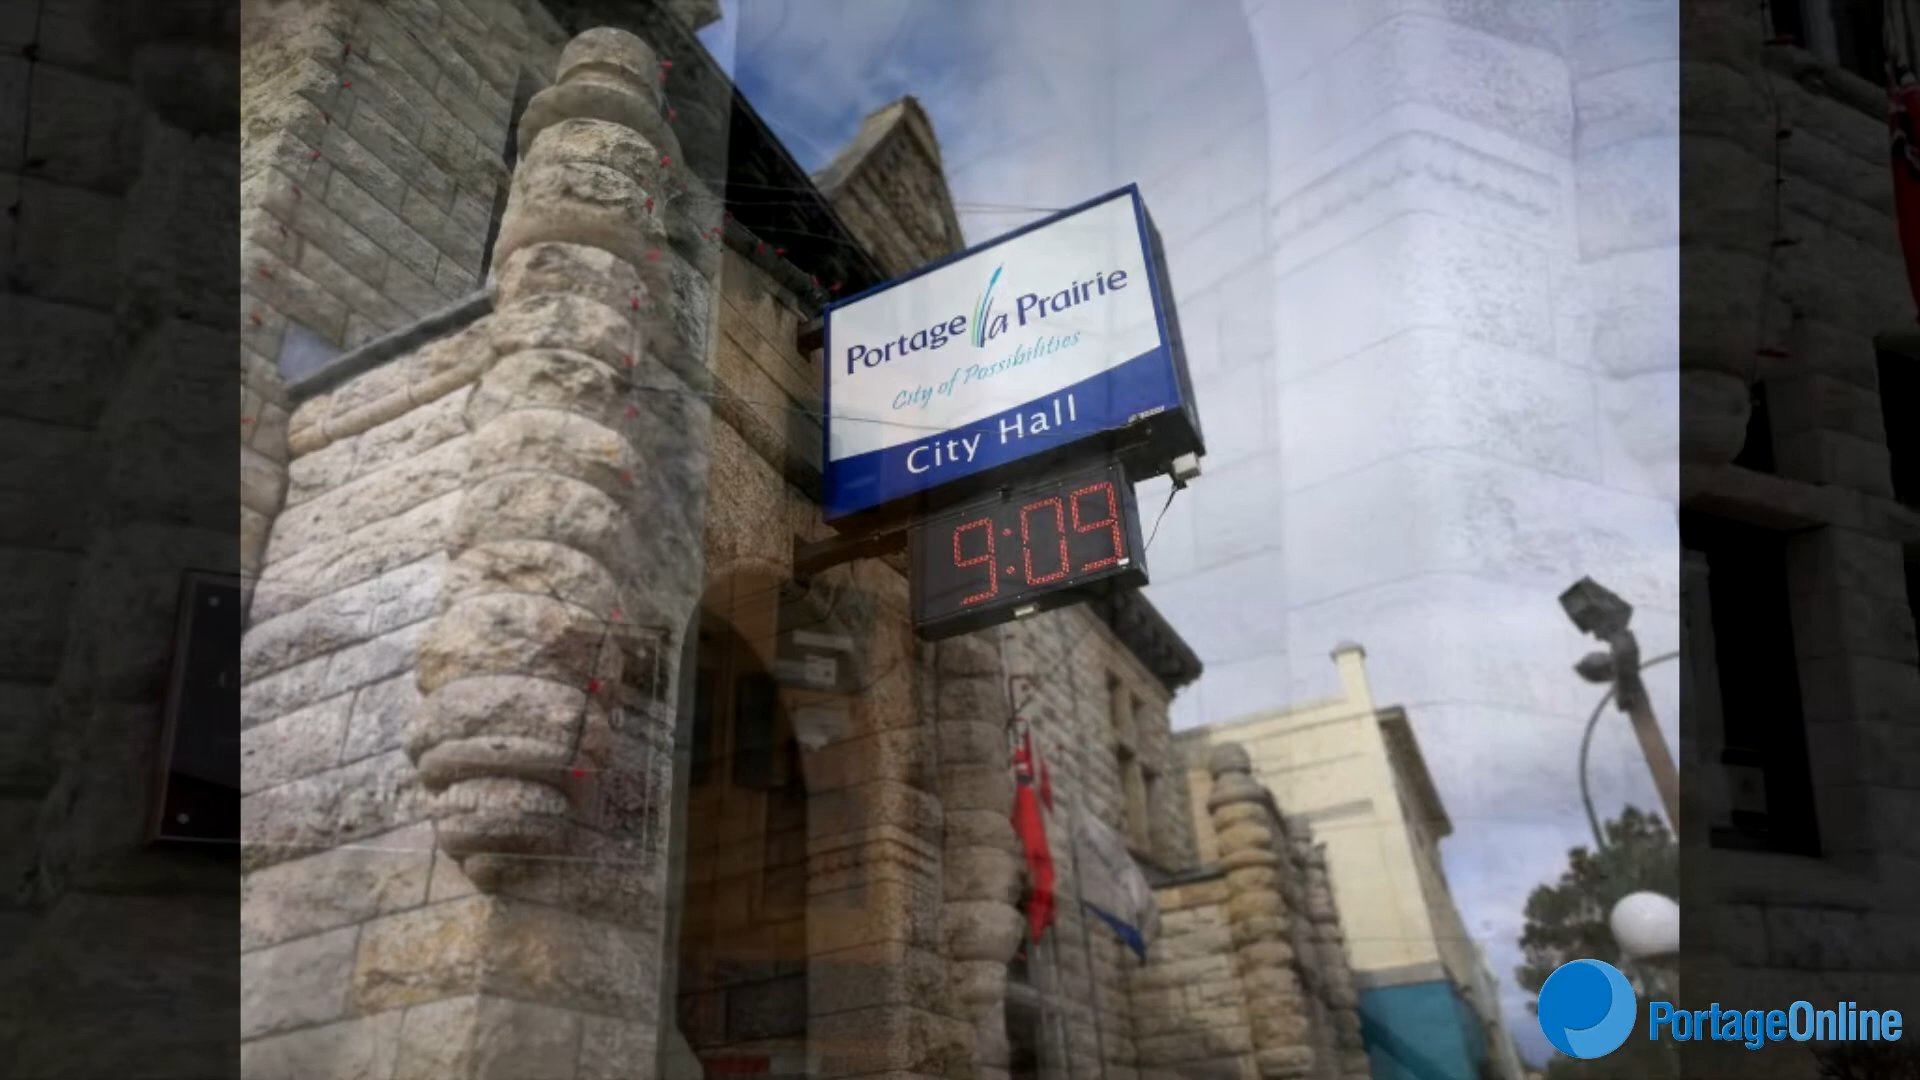 Portage la Prairie
City of Possibilities
City Hall
9:09
PortageOnline